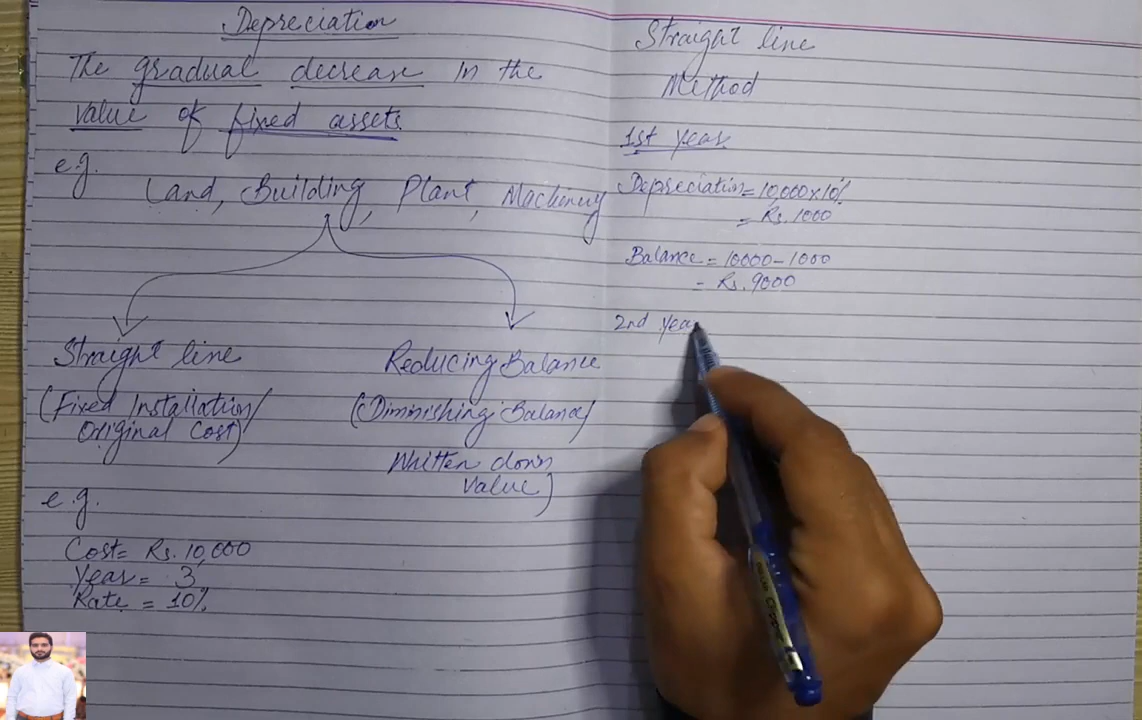 Depreciation
The gradual decrease in the
value of fixed assets.
e.g.
Land, Building, Plant, Machinery
Straight line
(Fixed Installation/
Original Cost)
Reducing Balance
(Diminishing Balance/
Written down
value)
e.g.
Cost = Rs. 10,000
Year = 3
Rate = 10%
Straight line
Method
1st year
Depreciation = 10,000x10%
= Rs. 1000
Balance = 10000-1000
= Rs. 9000
2nd year